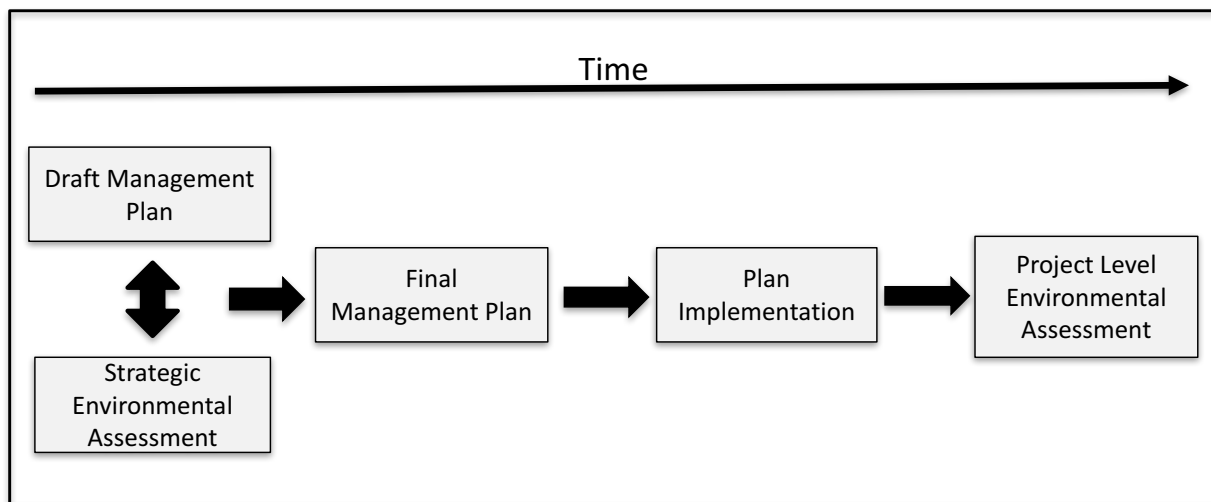 Time
Draft Management
Plan
Strategic
Environmental
Assessment
Final
Management Plan
Plan
Implementation
Project Level
Environmental
Assessment